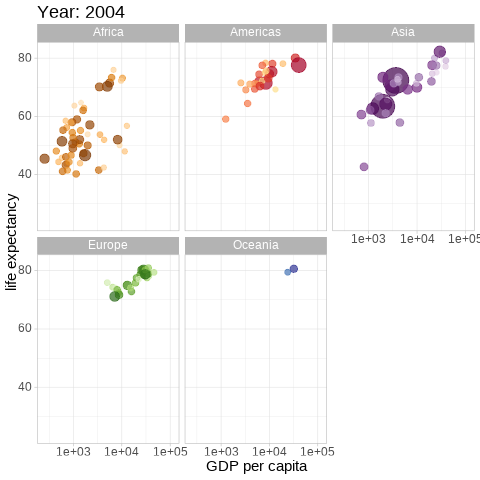 Year: 2004
Africa Americas Asia
80
60
40
1e+03 1e+04 1e+05
Europe Oceania
80
60
40
1e+03 1e+04 1e+05 1e+03 1e+04 1e+05
life expectancy
GDP per capita